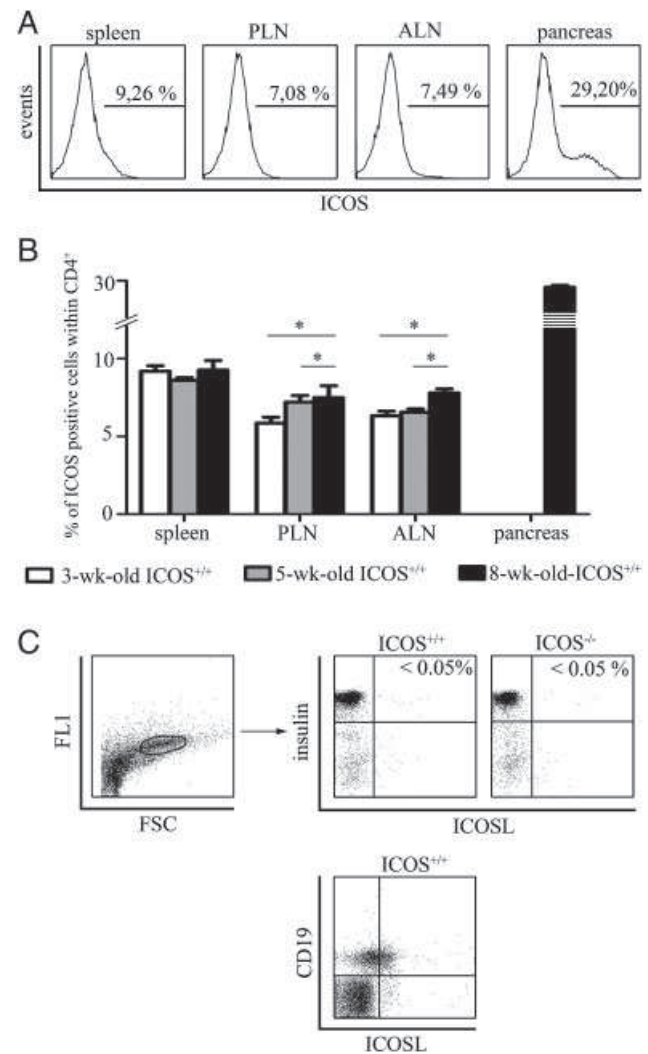 A
spleen PLN ALN pancreas
9,26 % 7,08 % 7,49 % 29,20%
events
ICOS
B
% of ICOS positive cells within CD4⁺
30
10
5
0
* *
* *
spleen PLN ALN pancreas
3-wk-old ICOS⁺/⁺ 5-wk-old ICOS⁺/⁺ 8-wk-old-ICOS⁺/⁺
C
ICOS⁺/⁺ ICOS⁻/⁻
< 0.05% < 0.05 %
FL1
insulin
FSC
ICOSL
ICOS⁺/⁺
CD19
ICOSL